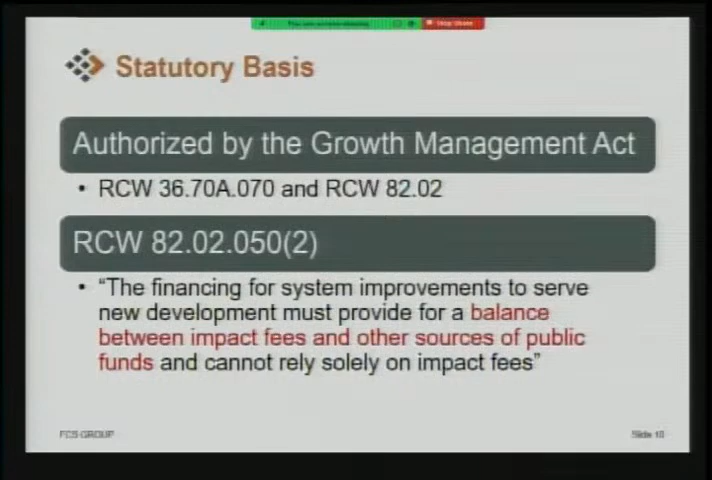 Statutory Basis
Authorized by the Growth Management Act
• RCW 36.70A.070 and RCW 82.02
RCW 82.02.050(2)
• “The financing for system improvements to serve
new development must provide for a balance
between impact fees and other sources of public
funds and cannot rely solely on impact fees”
FCS GROUP